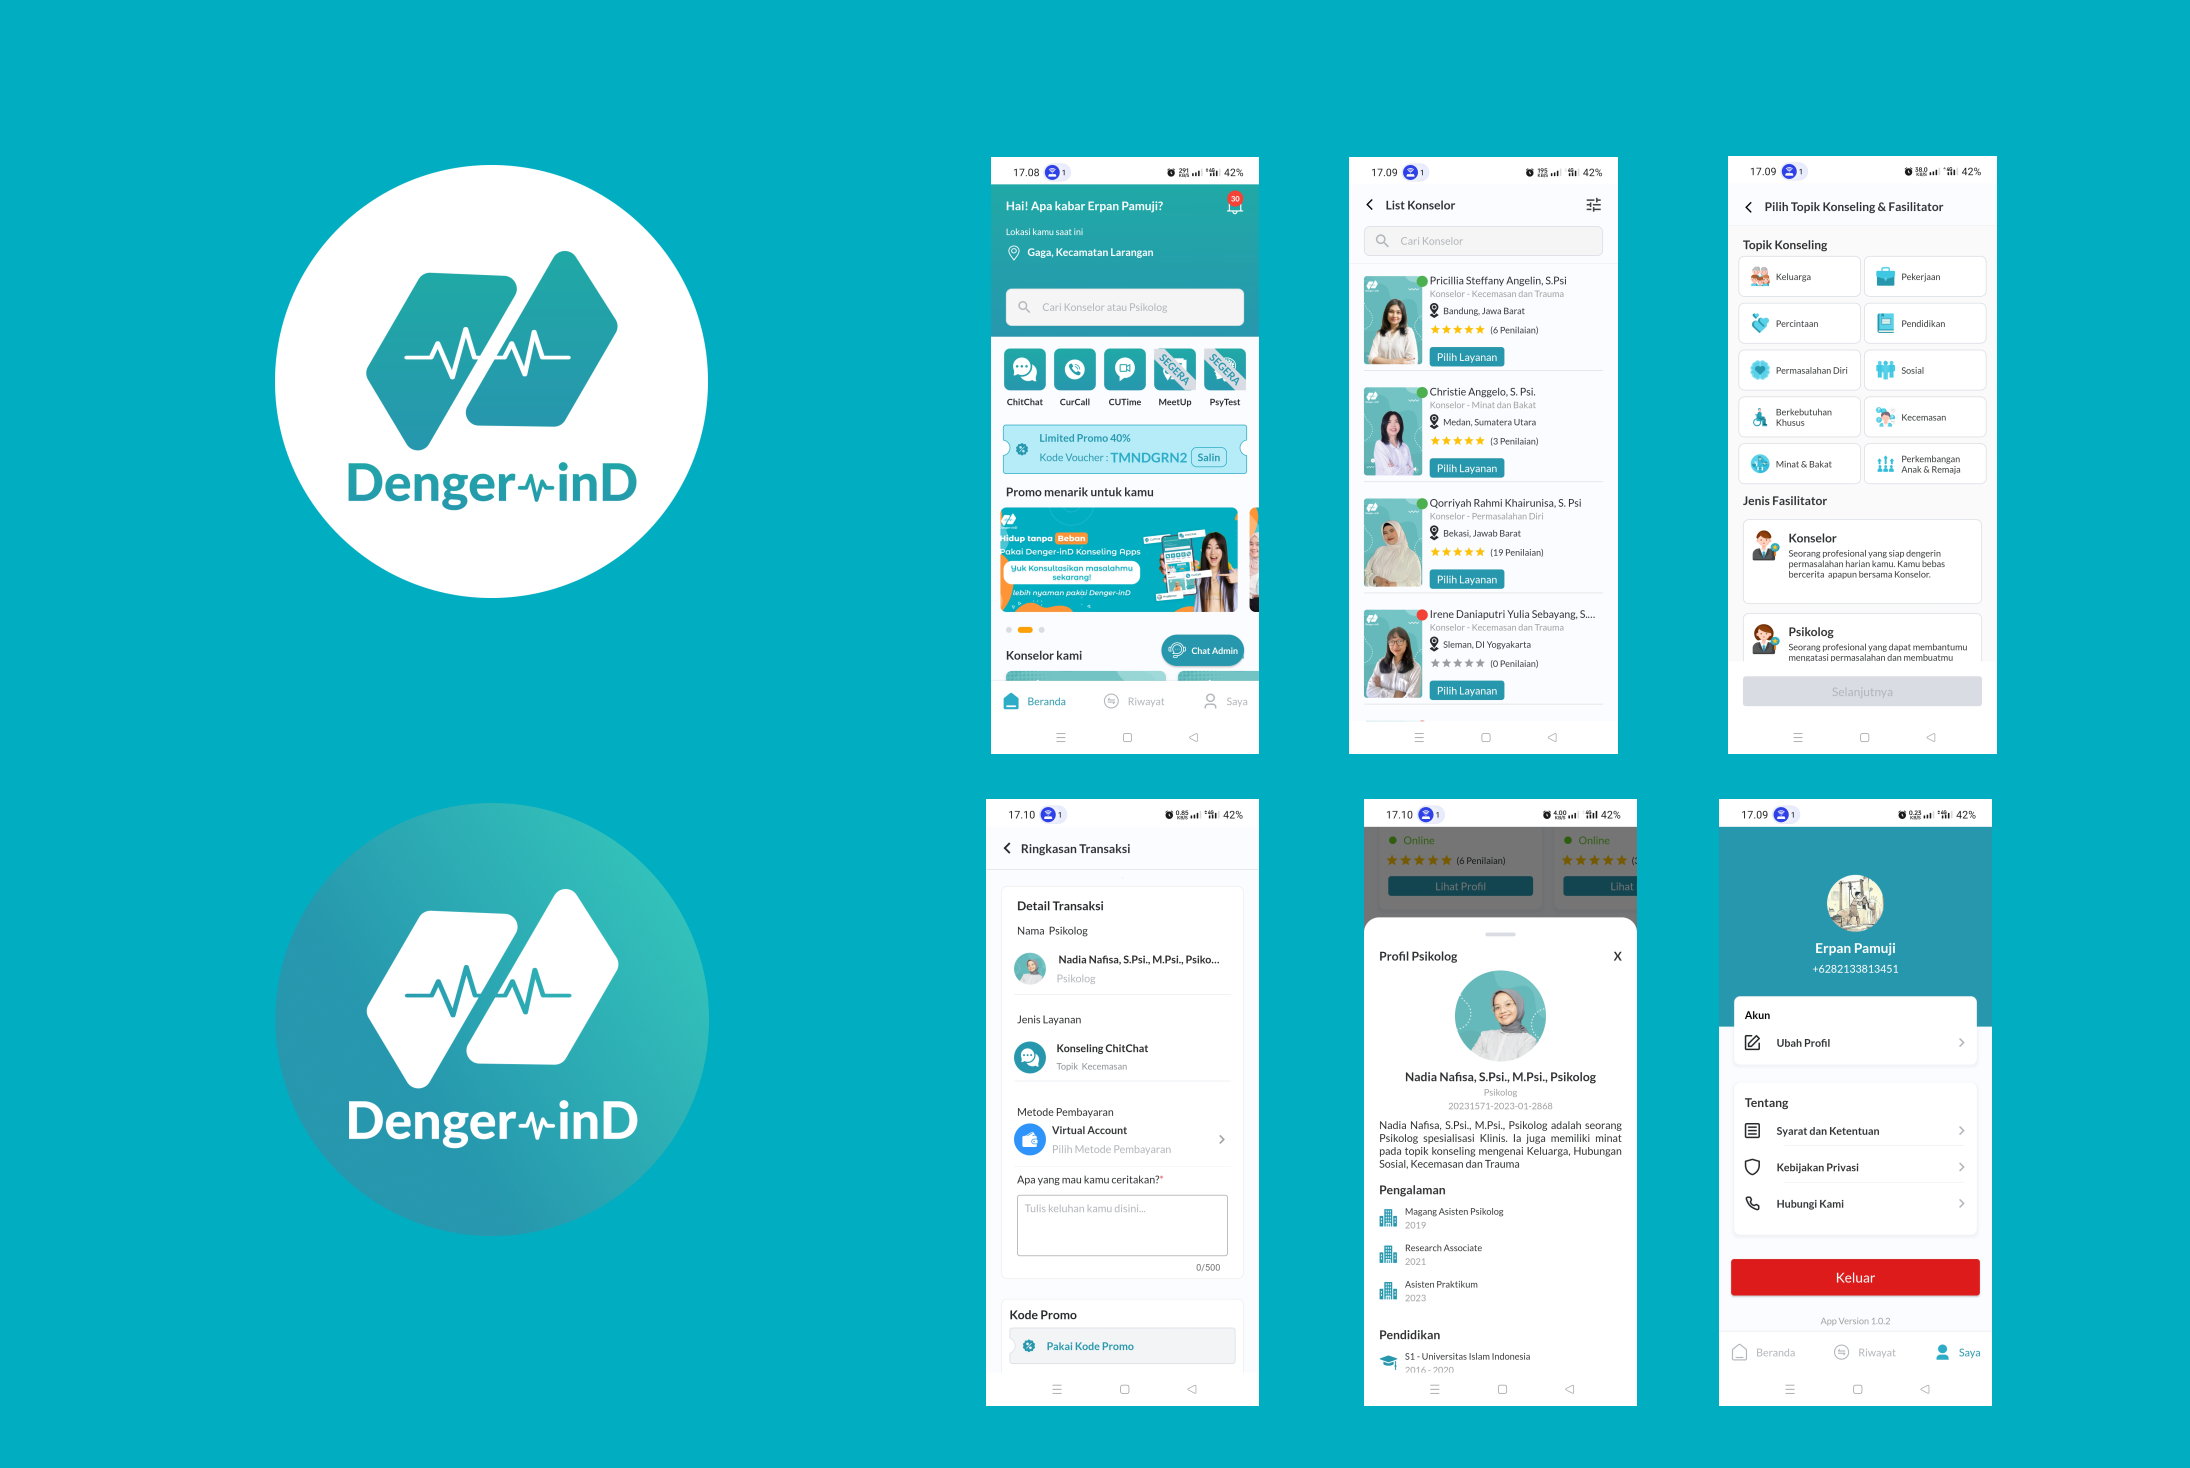 Denger-inD
Denger-inD
17.08
1
42%
Hai! Apa kabar Erpan Pamuji?
30
Lokasi kamu saat ini
Gaga, Kecamatan Larangan
Cari Konselor atau Psikolog
ChitChat
CurCall
CUTime
SEGERA
MeetUp
SEGERA
PsyTest
Limited Promo 40%
Kode Voucher : TMNDGRN2 Salin
Promo menarik untuk kamu
Hidup tanpa Beban
Pakai Denger-inD Konseling Apps
Yuk Konsultasikan masalahmu
sekarang!
lebih nyaman pakai Denger-inD
Konselor kami
Chat Admin
Beranda
Riwayat
Saya
17.09
1
42%
List Konselor
Cari Konselor
Pricillia Steffany Angelin, S.Psi
Konselor - Kecemasan dan Trauma
Bandung, Jawa Barat
(6 Penilaian)
Pilih Layanan
Christie Anggelo, S. Psi.
Konselor - Minat dan Bakat
Medan, Sumatera Utara
(3 Penilaian)
Pilih Layanan
Qorriyah Rahmi Khairunisa, S. Psi
Konselor - Permasalahan Diri
Bekasi, Jawab Barat
(19 Penilaian)
Pilih Layanan
Irene Daniaputri Yulia Sebayang, S....
Konselor - Kecemasan dan Trauma
Sleman, DI Yogyakarta
(0 Penilaian)
Pilih Layanan
17.09
1
42%
Pilih Topik Konseling & Fasilitator
Topik Konseling
Keluarga
Pekerjaan
Percintaan
Pendidikan
Permasalahan Diri
Sosial
Berkebutuhan
Khusus
Kecemasan
Minat & Bakat
Perkembangan
Anak & Remaja
Jenis Fasilitator
Konselor
Seorang profesional yang siap dengerin
permasalahan harian kamu. Kamu bebas
bercerita apapun bersama Konselor.
Psikolog
Seorang profesional yang dapat membantumu
mengatasi permasalahan dan membuatmu
Selanjutnya
17.10
1
42%
Ringkasan Transaksi
Detail Transaksi
Nama Psikolog
Nadia Nafisa, S.Psi., M.Psi., Psiko...
Psikolog
Jenis Layanan
Konseling ChitChat
Topik Kecemasan
Metode Pembayaran
Virtual Account
Pilih Metode Pembayaran
Apa yang mau kamu ceritakan?*
Tulis keluhan kamu disini...
0/500
Kode Promo
Pakai Kode Promo
17.10
1
42%
Online
Online
(6 Penilaian)
Lihat Profil
Lihat
Profil Psikolog
X
Nadia Nafisa, S.Psi., M.Psi., Psikolog
Psikolog
20231571-2023-01-2868
Nadia Nafisa, S.Psi., M.Psi., Psikolog adalah seorang
Psikolog spesialisasi Klinis. Ia juga memiliki minat
pada topik konseling mengenai Keluarga, Hubungan
Sosial, Kecemasan dan Trauma
Pengalaman
Magang Asisten Psikolog
2019
Research Associate
2021
Asisten Praktikum
2023
Pendidikan
S1 - Universitas Islam Indonesia
2016 - 2020
17.09
1
42%
Erpan Pamuji
+6282133813451
Akun
Ubah Profil
Tentang
Syarat dan Ketentuan
Kebijakan Privasi
Hubungi Kami
Keluar
App Version 1.0.2
Beranda
Riwayat
Saya